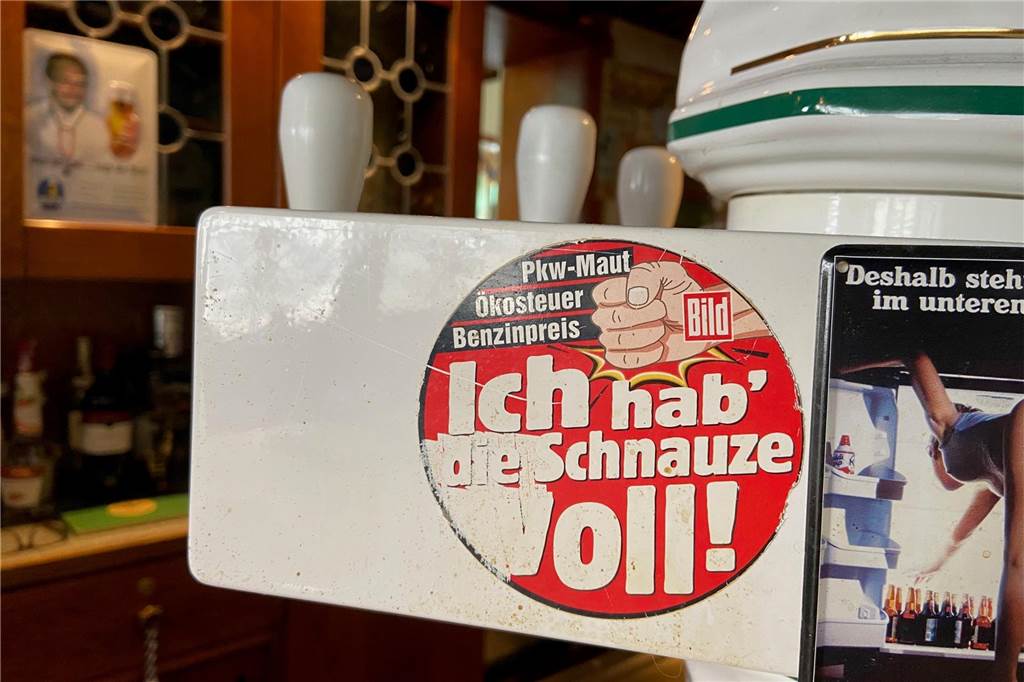 Pkw-Maut
Ökosteuer
Benzinpreis
Bild
Ich hab’
die Schnauze
Voll!
Deshalb steh
im unteren